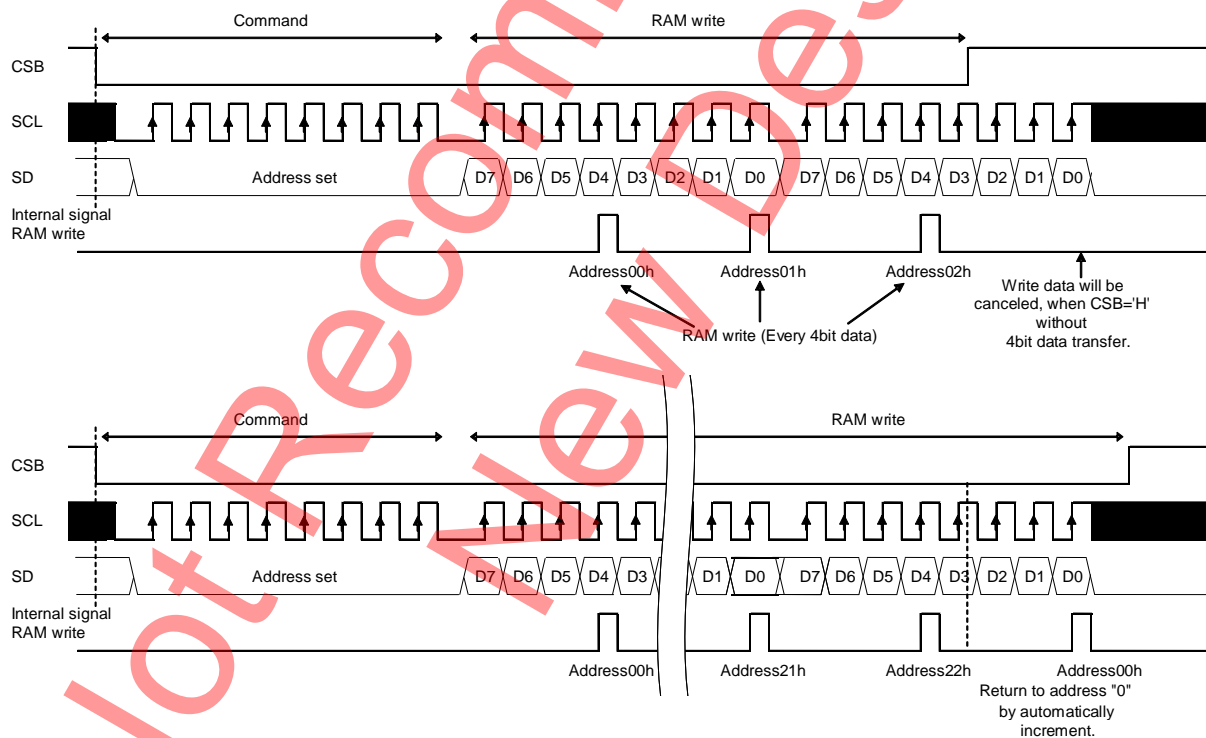 Command RAM write
CSB
SCL
SD Address set D7 D6 D5 D4 D3 D2 D1 D0 D7 D6 D5 D4 D3 D2 D1 D0
Internal signal
RAM write
Address00h Address01h Address02h
Write data will be
canceled, when CSB='H'
without
4bit data transfer.
RAM write (Every 4bit data)
Command RAM write
CSB
SCL
SD Address set D7 D6 D5 D4 D3 D1 D0 D7 D6 D5 D4 D3 D2 D1 D0
Internal signal
RAM write
Address00h Address21h Address22h Address00h
Return to address "0"
by automatically
increment.
Not Recom
New Des